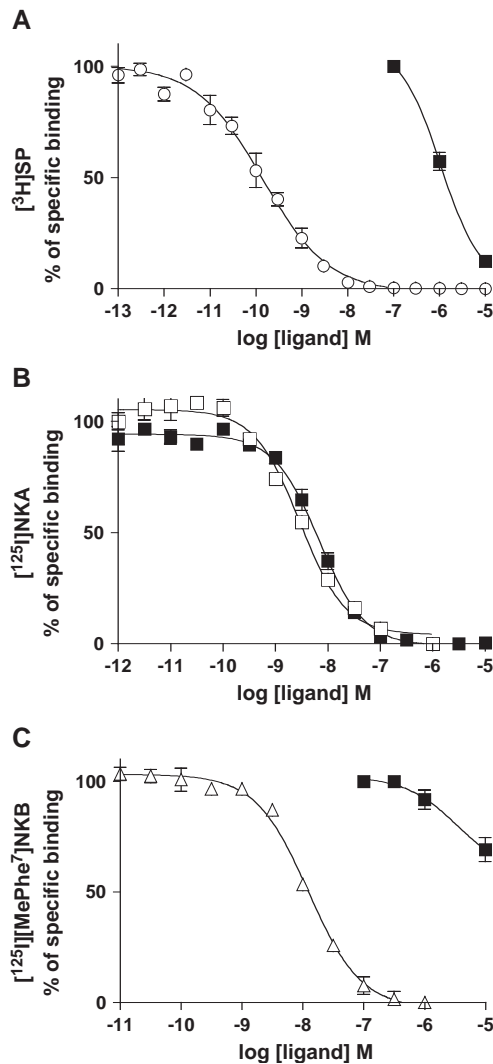 A
[³H]SP
% of specific binding
100
50
0
-13 -12 -11 -10 -9 -8 -7 -6 -5
log [ligand] M
B
[¹²⁵I]NKA
% of specific binding
100
50
0
-12 -11 -10 -9 -8 -7 -6 -5
log [ligand] M
C
[¹²⁵I][MePhe⁷]NKB
% of specific binding
100
50
0
-11 -10 -9 -8 -7 -6 -5
log [ligand] M